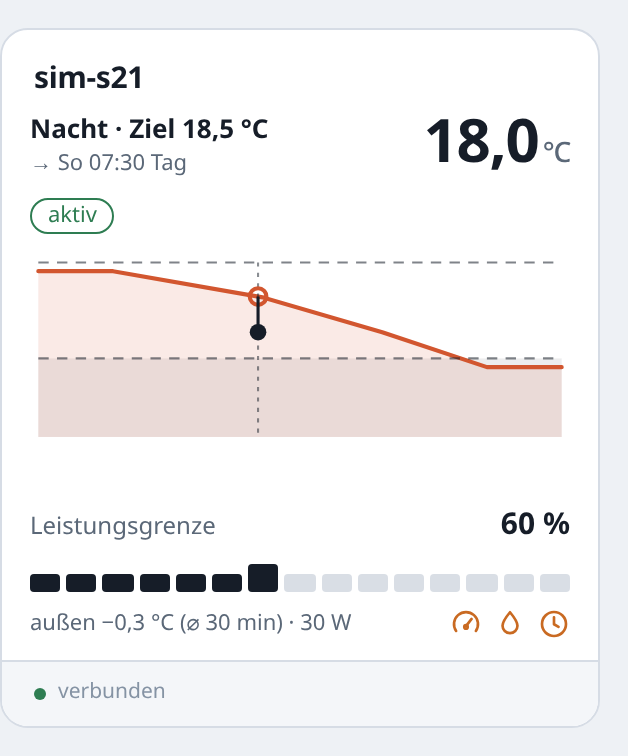 sim-s21
Nacht · Ziel 18,5 °C
→ So 07:30 Tag
18,0 °C
aktiv
Leistungsgrenze
60 %
außen −0,3 °C (⌀ 30 min) · 30 W
verbunden